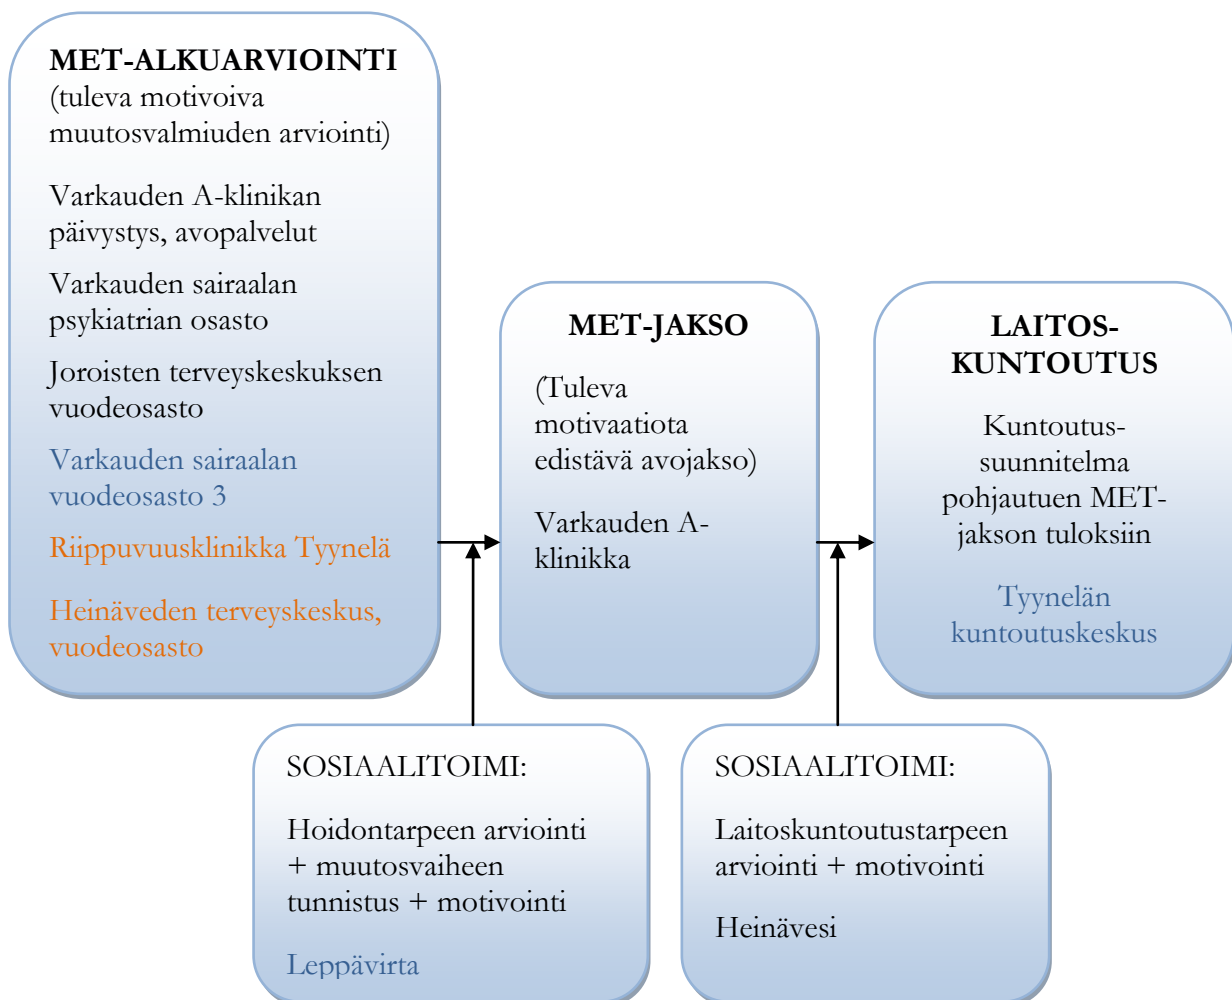 MET-ALKUARVIOINTI
(tuleva motivoiva
muutosvalmiuden arviointi)
Varkauden A-klinikan
päivystys, avopalvelut
Varkauden sairaalan
psykiatrian osasto
Joroisten terveyskeskuksen
vuodeosasto
Varkauden sairaalan
vuodeosasto 3
Riippuvuusklinikka Tyynelä
Heinäveden terveyskeskus,
vuodeosasto
MET-JAKSO
(Tuleva
motivaatiota
edistävä avojakso)
Varkauden A-
klinikka
LAITOS-
KUNTOUTUS
Kuntoutus-
suunnitelma
pohjautuen MET-
jakson tuloksiin
Tyynelän
kuntoutuskeskus
SOSIAALITOIMI:
Hoidontarpeen arviointi
+ muutosvaiheen
tunnistus + motivointi
Leppävirta
SOSIAALITOIMI:
Laitoskuntoutustarpeen
arviointi + motivointi
Heinävesi